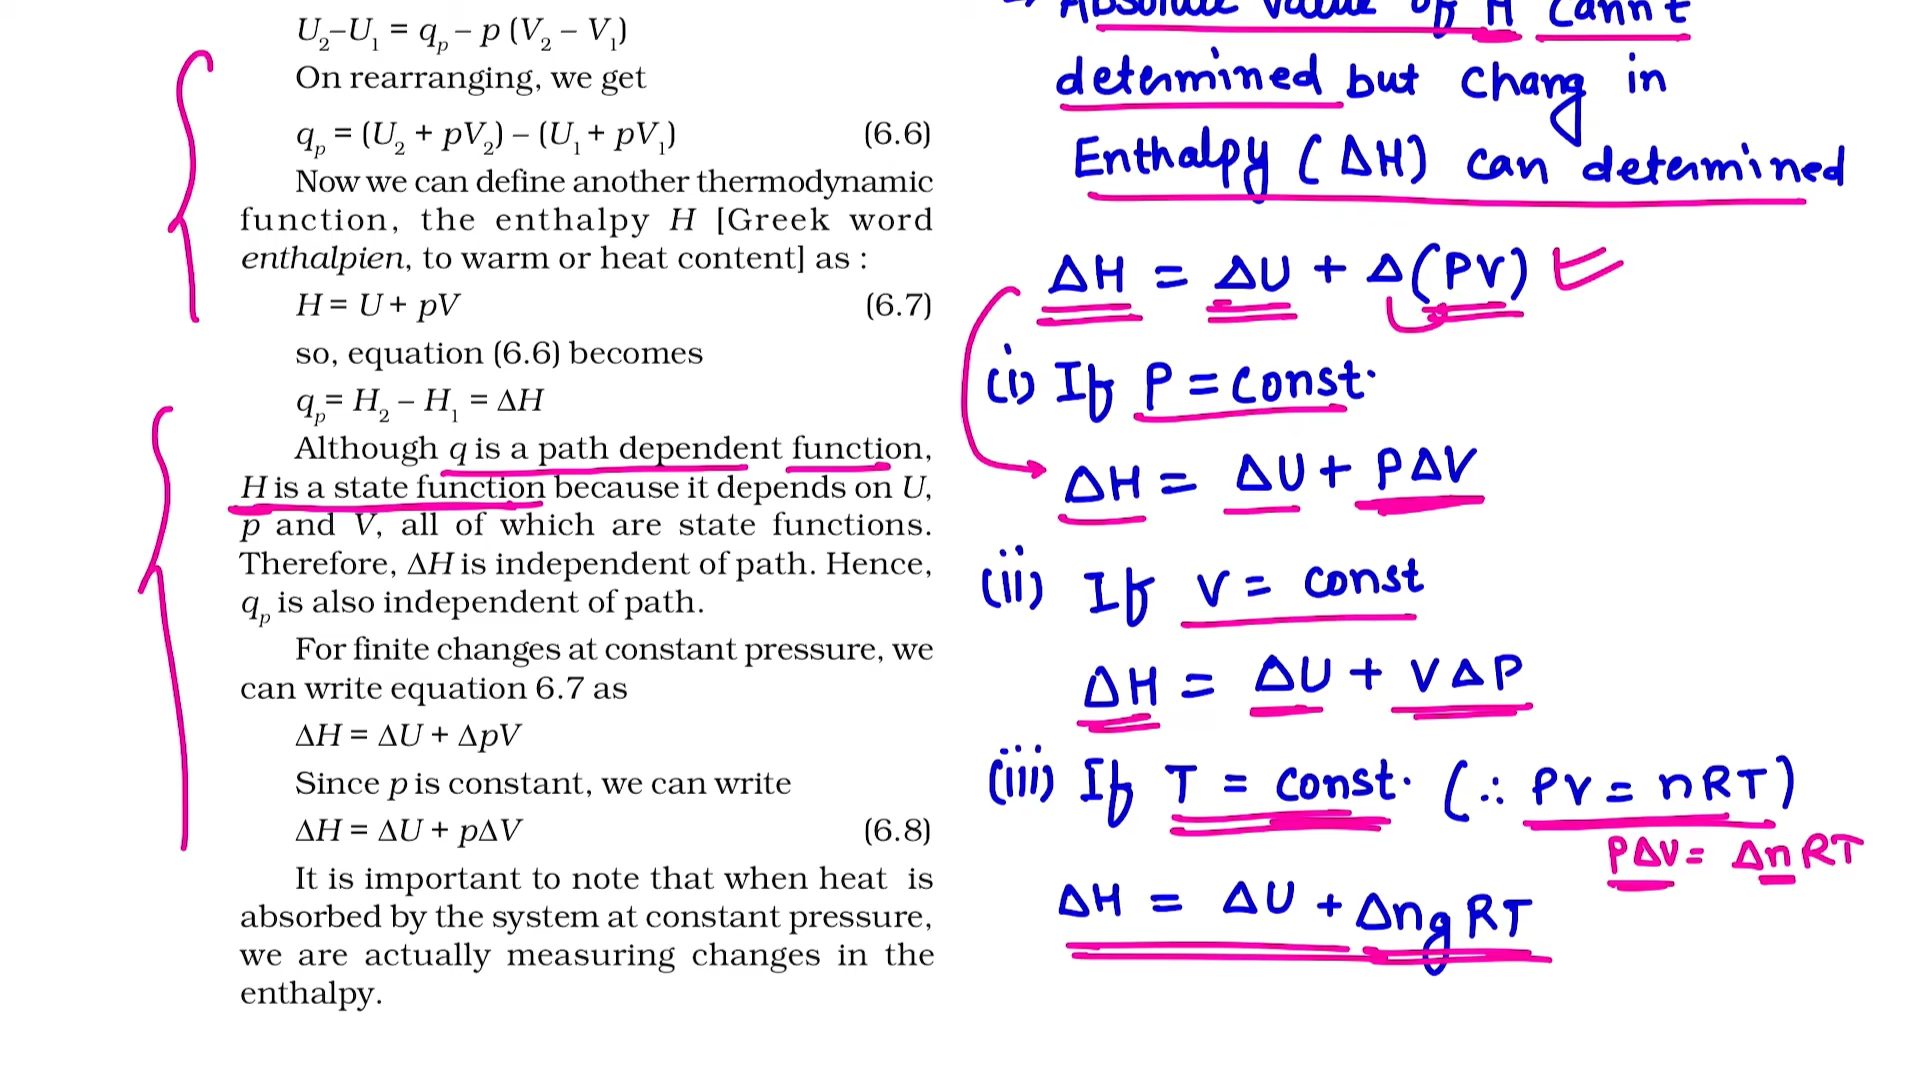 U₂–U₁ = qₚ – p (V₂ – V₁)
On rearranging, we get
qₚ = (U₂ + pV₂) – (U₁ + pV₁) (6.6)
Now we can define another thermodynamic
function, the enthalpy H [Greek word
enthalpien, to warm or heat content] as :
H = U + pV (6.7)
so, equation (6.6) becomes
qₚ= H₂ – H₁ = ΔH
Although q is a path dependent function,
H is a state function because it depends on U,
p and V, all of which are state functions.
Therefore, ΔH is independent of path. Hence,
qₚ is also independent of path.
For finite changes at constant pressure, we
can write equation 6.7 as
ΔH = ΔU + ΔpV
Since p is constant, we can write
ΔH = ΔU + pΔV (6.8)
It is important to note that when heat is
absorbed by the system at constant pressure,
we are actually measuring changes in the
enthalpy.
Absolute value of H cann't
determined but chang in
Enthalpy (ΔH) can determined
ΔH = ΔU + Δ(PV)
(i) If P = const.
ΔH = ΔU + PΔV
(ii) If V = const
ΔH = ΔU + VΔP
(iii) If T = const. (∴ PV = nRT)
PΔV = ΔnRT
ΔH = ΔU + Δng RT